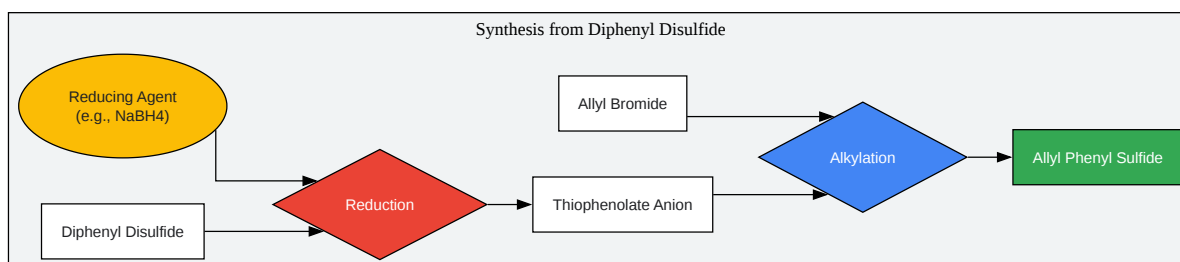 Synthesis from Diphenyl Disulfide
Reducing Agent
(e.g., NaBH4)
Allyl Bromide
Alkylation
Allyl Phenyl Sulfide
Reduction
Thiophenolate Anion
Diphenyl Disulfide